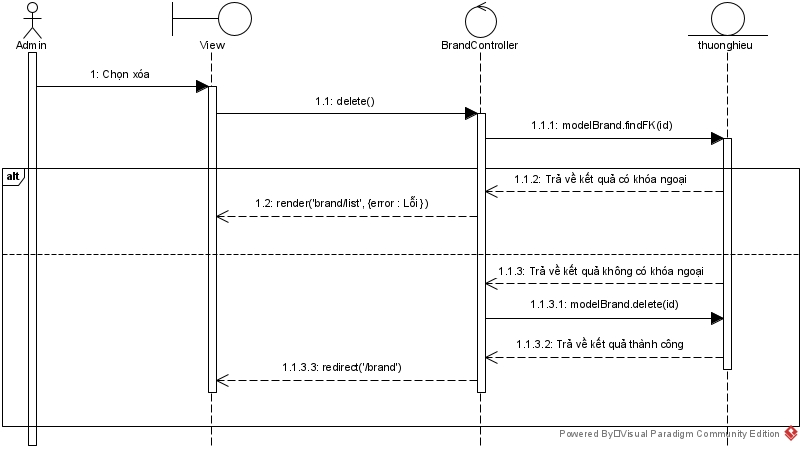 Admin
View
BrandController
thuonghieu
1: Chọn xóa
1.1: delete()
1.1.1: modelBrand.findFK(id)
alt
1.1.2: Trả về kết quả có khóa ngoại
1.2: render('brand/list', {error : Lỗi})
1.1.3: Trả về kết quả không có khóa ngoại
1.1.3.1: modelBrand.delete(id)
1.1.3.2: Trả về kết quả thành công
1.1.3.3: redirect('/brand')
Powered By□Visual Paradigm Community Edition